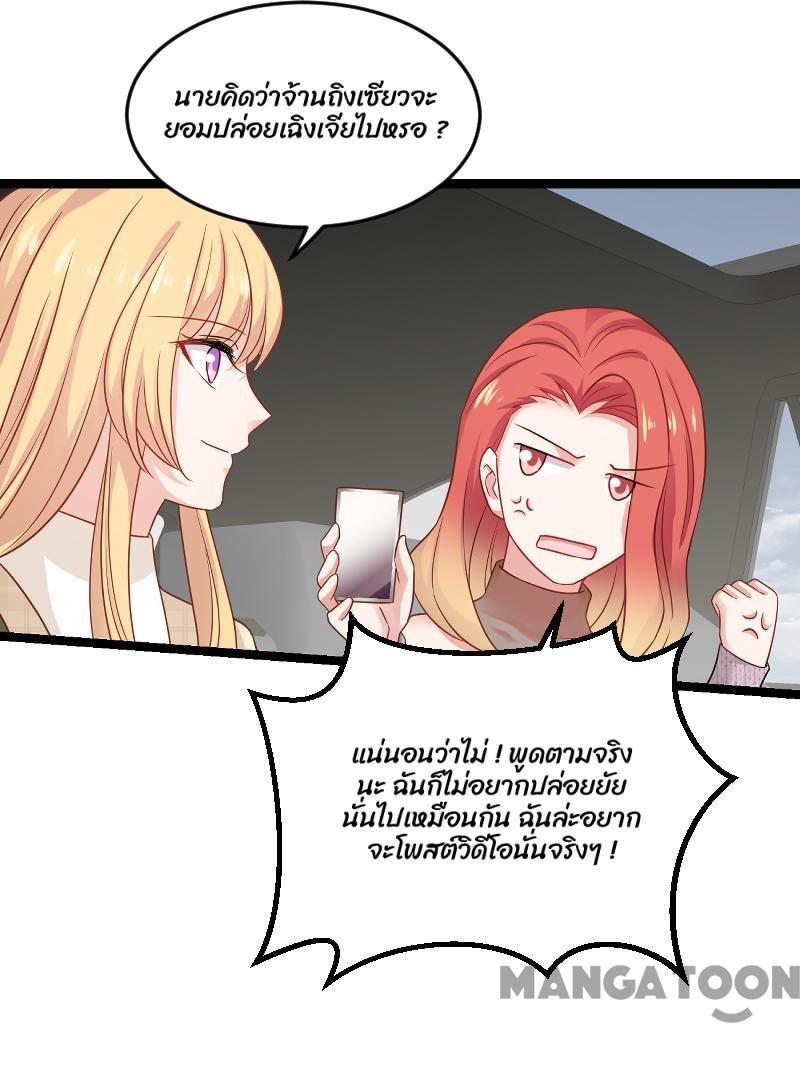 นายคิดว่าจ้านถิงเซียวจะ
ยอมปล่อยเฉิงเจียไปหรอ ?
แน่นอนว่าไม่ ! พูดตามจริง
นะ ฉันก็ไม่อยากปล่อยยัย
นั่นไปเหมือนกัน ฉันล่ะอยาก
จะโพสต์วิดีโอนั่นจริงๆ !
MANGATOON